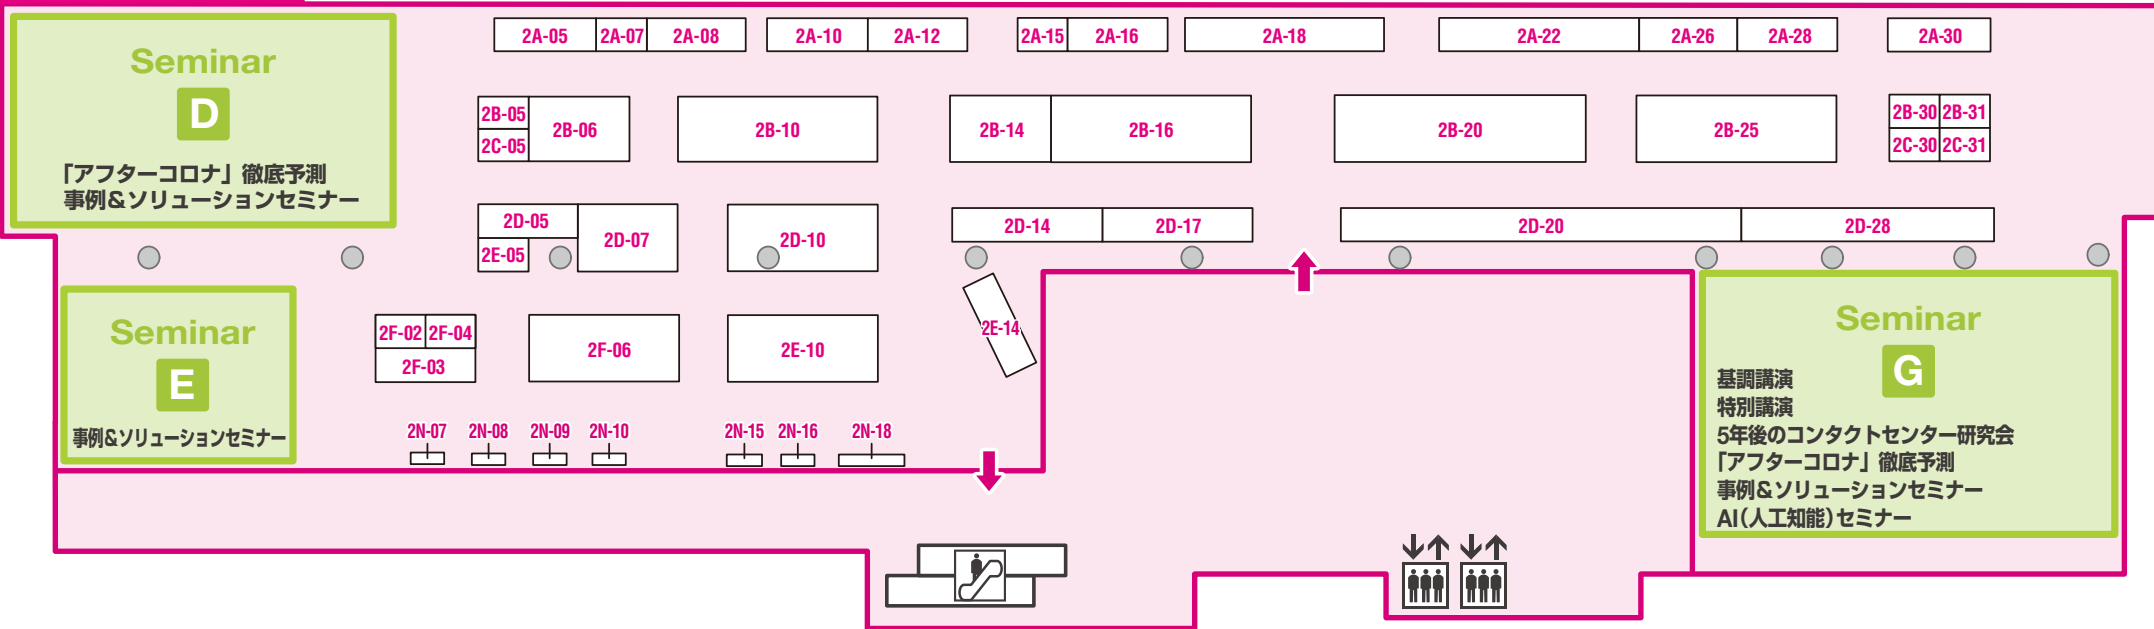 Seminar
D
「アフターコロナ」徹底予測
事例&ソリューションセミナー
2A-05 2A-07 2A-08 2A-10 2A-12 2A-15 2A-16 2A-18 2A-22 2A-26 2A-28 2A-30
2B-05 2B-06 2B-10 2B-14 2B-16 2B-20 2B-25 2B-30 2B-31
2C-05 2C-30 2C-31
2D-05 2D-07 2D-10 2D-14 2D-17 2D-20 2D-28
2E-05
Seminar
E
事例&ソリューションセミナー
2F-02 2F-04 2F-06 2E-10 2E-14
2F-03
2N-07 2N-08 2N-09 2N-10 2N-15 2N-16 2N-18
Seminar
G
基調講演
特別講演
5年後のコンタクトセンター研究会
「アフターコロナ」徹底予測
事例&ソリューションセミナー
AI(人工知能)セミナー